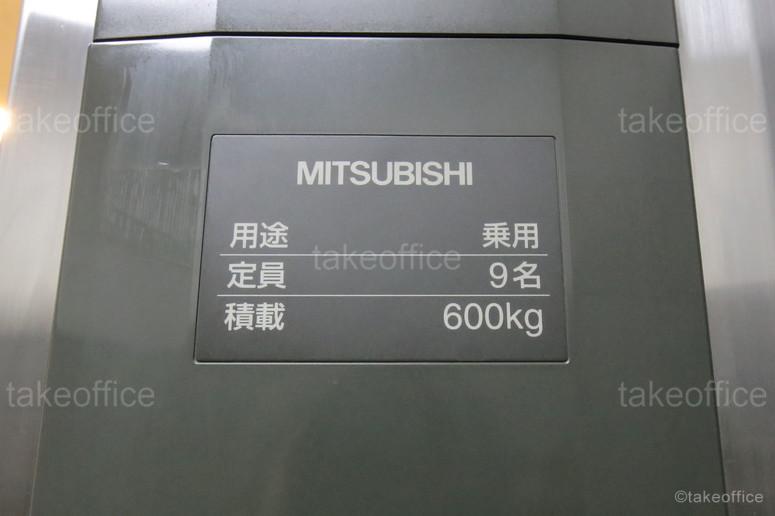 takeoffice takeoffice
MITSUBISHI
用途 乗用
takeoffice
定員 9名
積載 600kg
takeoffice takeoffice
©takeoffice